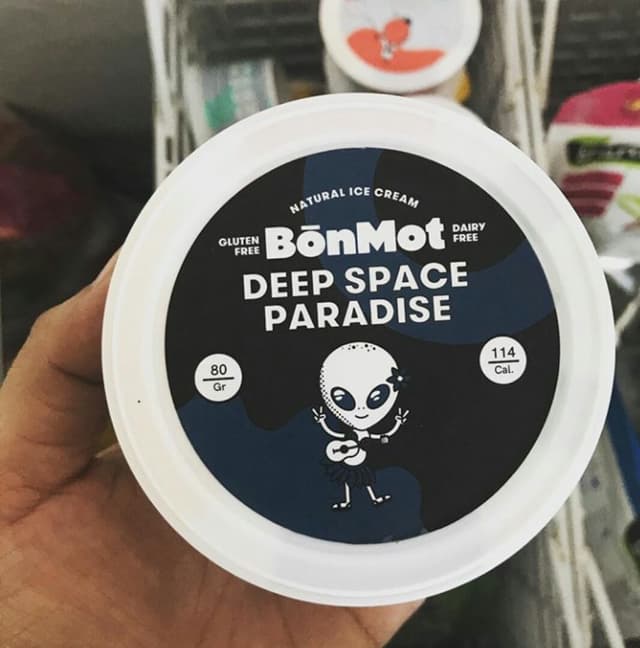 NATURAL ICE CREAM
GLUTEN FREE
BōnMot
DAIRY FREE
DEEP SPACE
PARADISE
80
Gr
114
Cal.